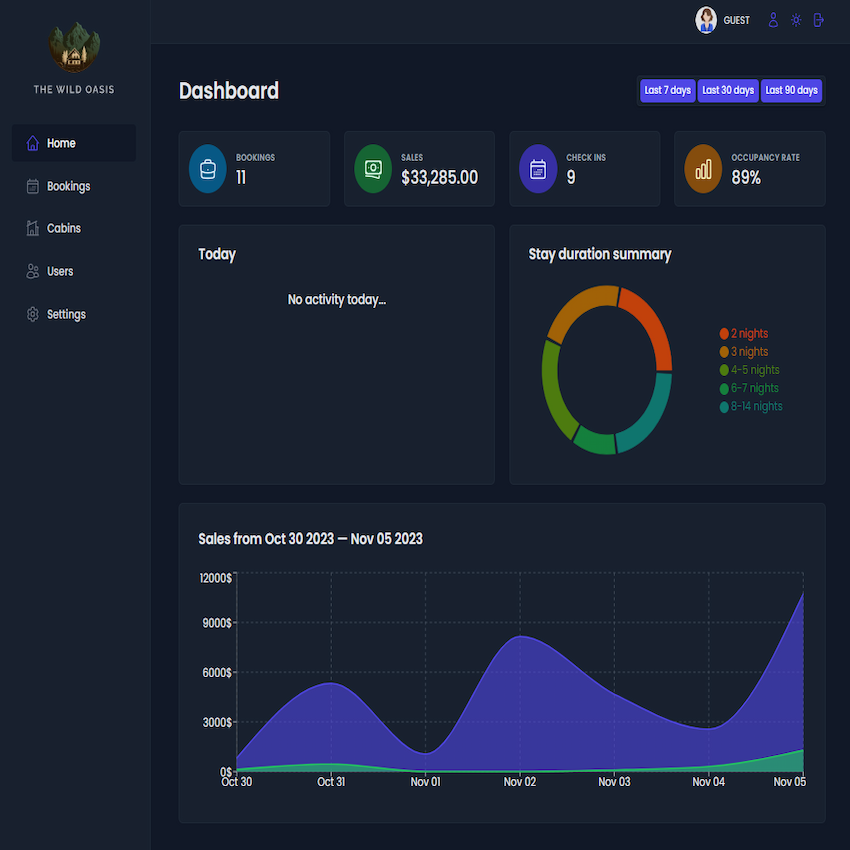 GUEST
THE WILD OASIS
Home
Bookings
Cabins
Users
Settings
Dashboard
Last 7 days Last 30 days Last 90 days
BOOKINGS
11
SALES
$33,285.00
CHECK INS
9
OCCUPANCY RATE
89%
Today
No activity today...
Stay duration summary
2 nights
3 nights
4-5 nights
6-7 nights
8-14 nights
Sales from Oct 30 2023 — Nov 05 2023
12000$
9000$
6000$
3000$
0$
Oct 30 Oct 31 Nov 01 Nov 02 Nov 03 Nov 04 Nov 05